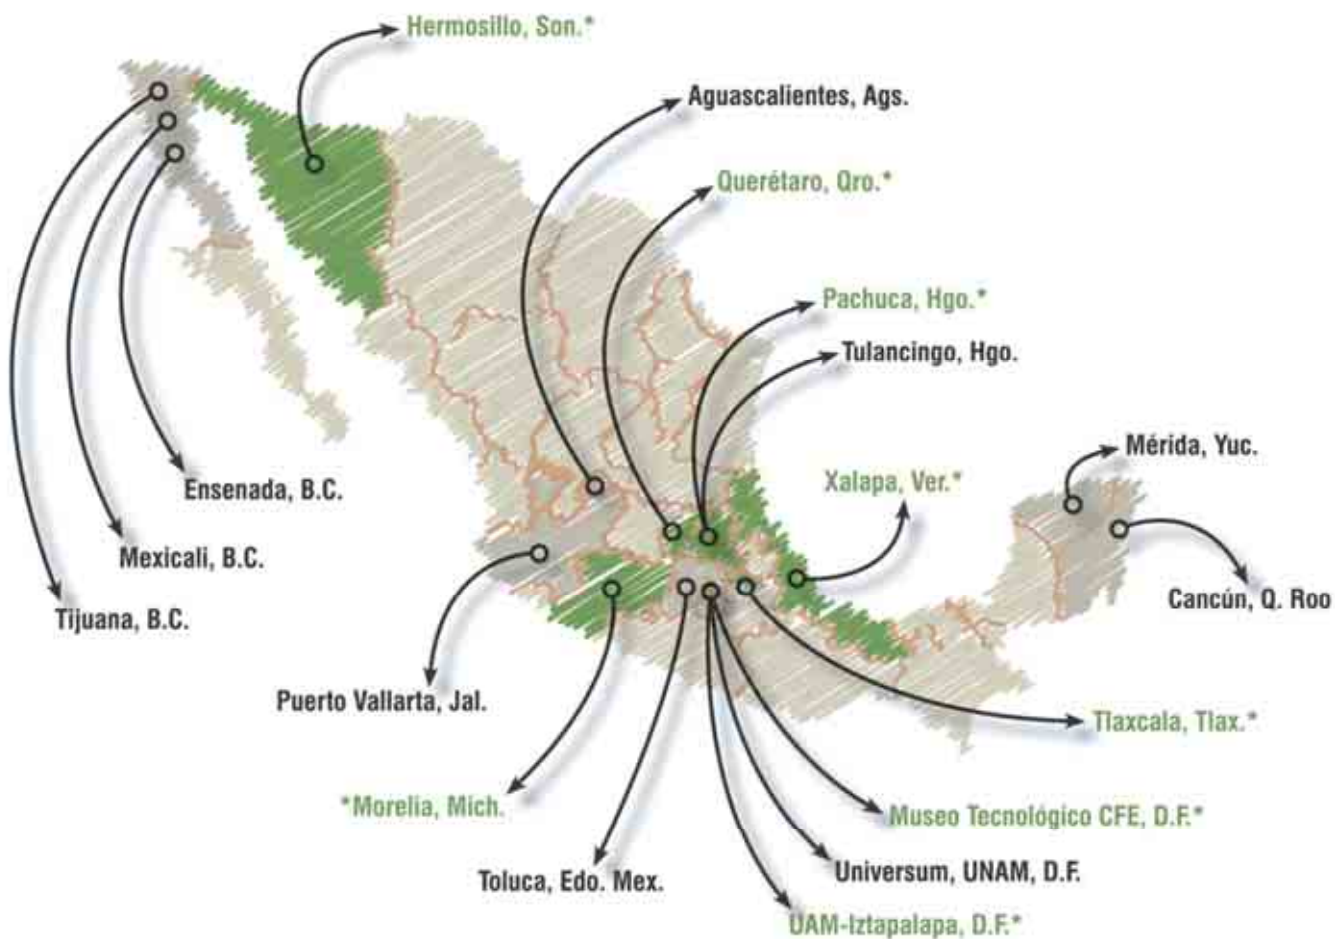 Hermosillo, Son.*
Aguascalientes, Ags.
Querétaro, Qro.*
Pachuca, Hgo.*
Tulancingo, Hgo.
Mérida, Yuc.
Xalapa, Ver.*
Ensenada, B.C.
Mexicali, B.C.
Cancún, Q. Roo
Tijuana, B.C.
Puerto Vallarta, Jal.
Tlaxcala, Tlax.*
*Morelia, Mich.
Museo Tecnológico CFE, D.F.*
Universum, UNAM, D.F.
Toluca, Edo. Mex.
UAM-Iztapalapa, D.F.*